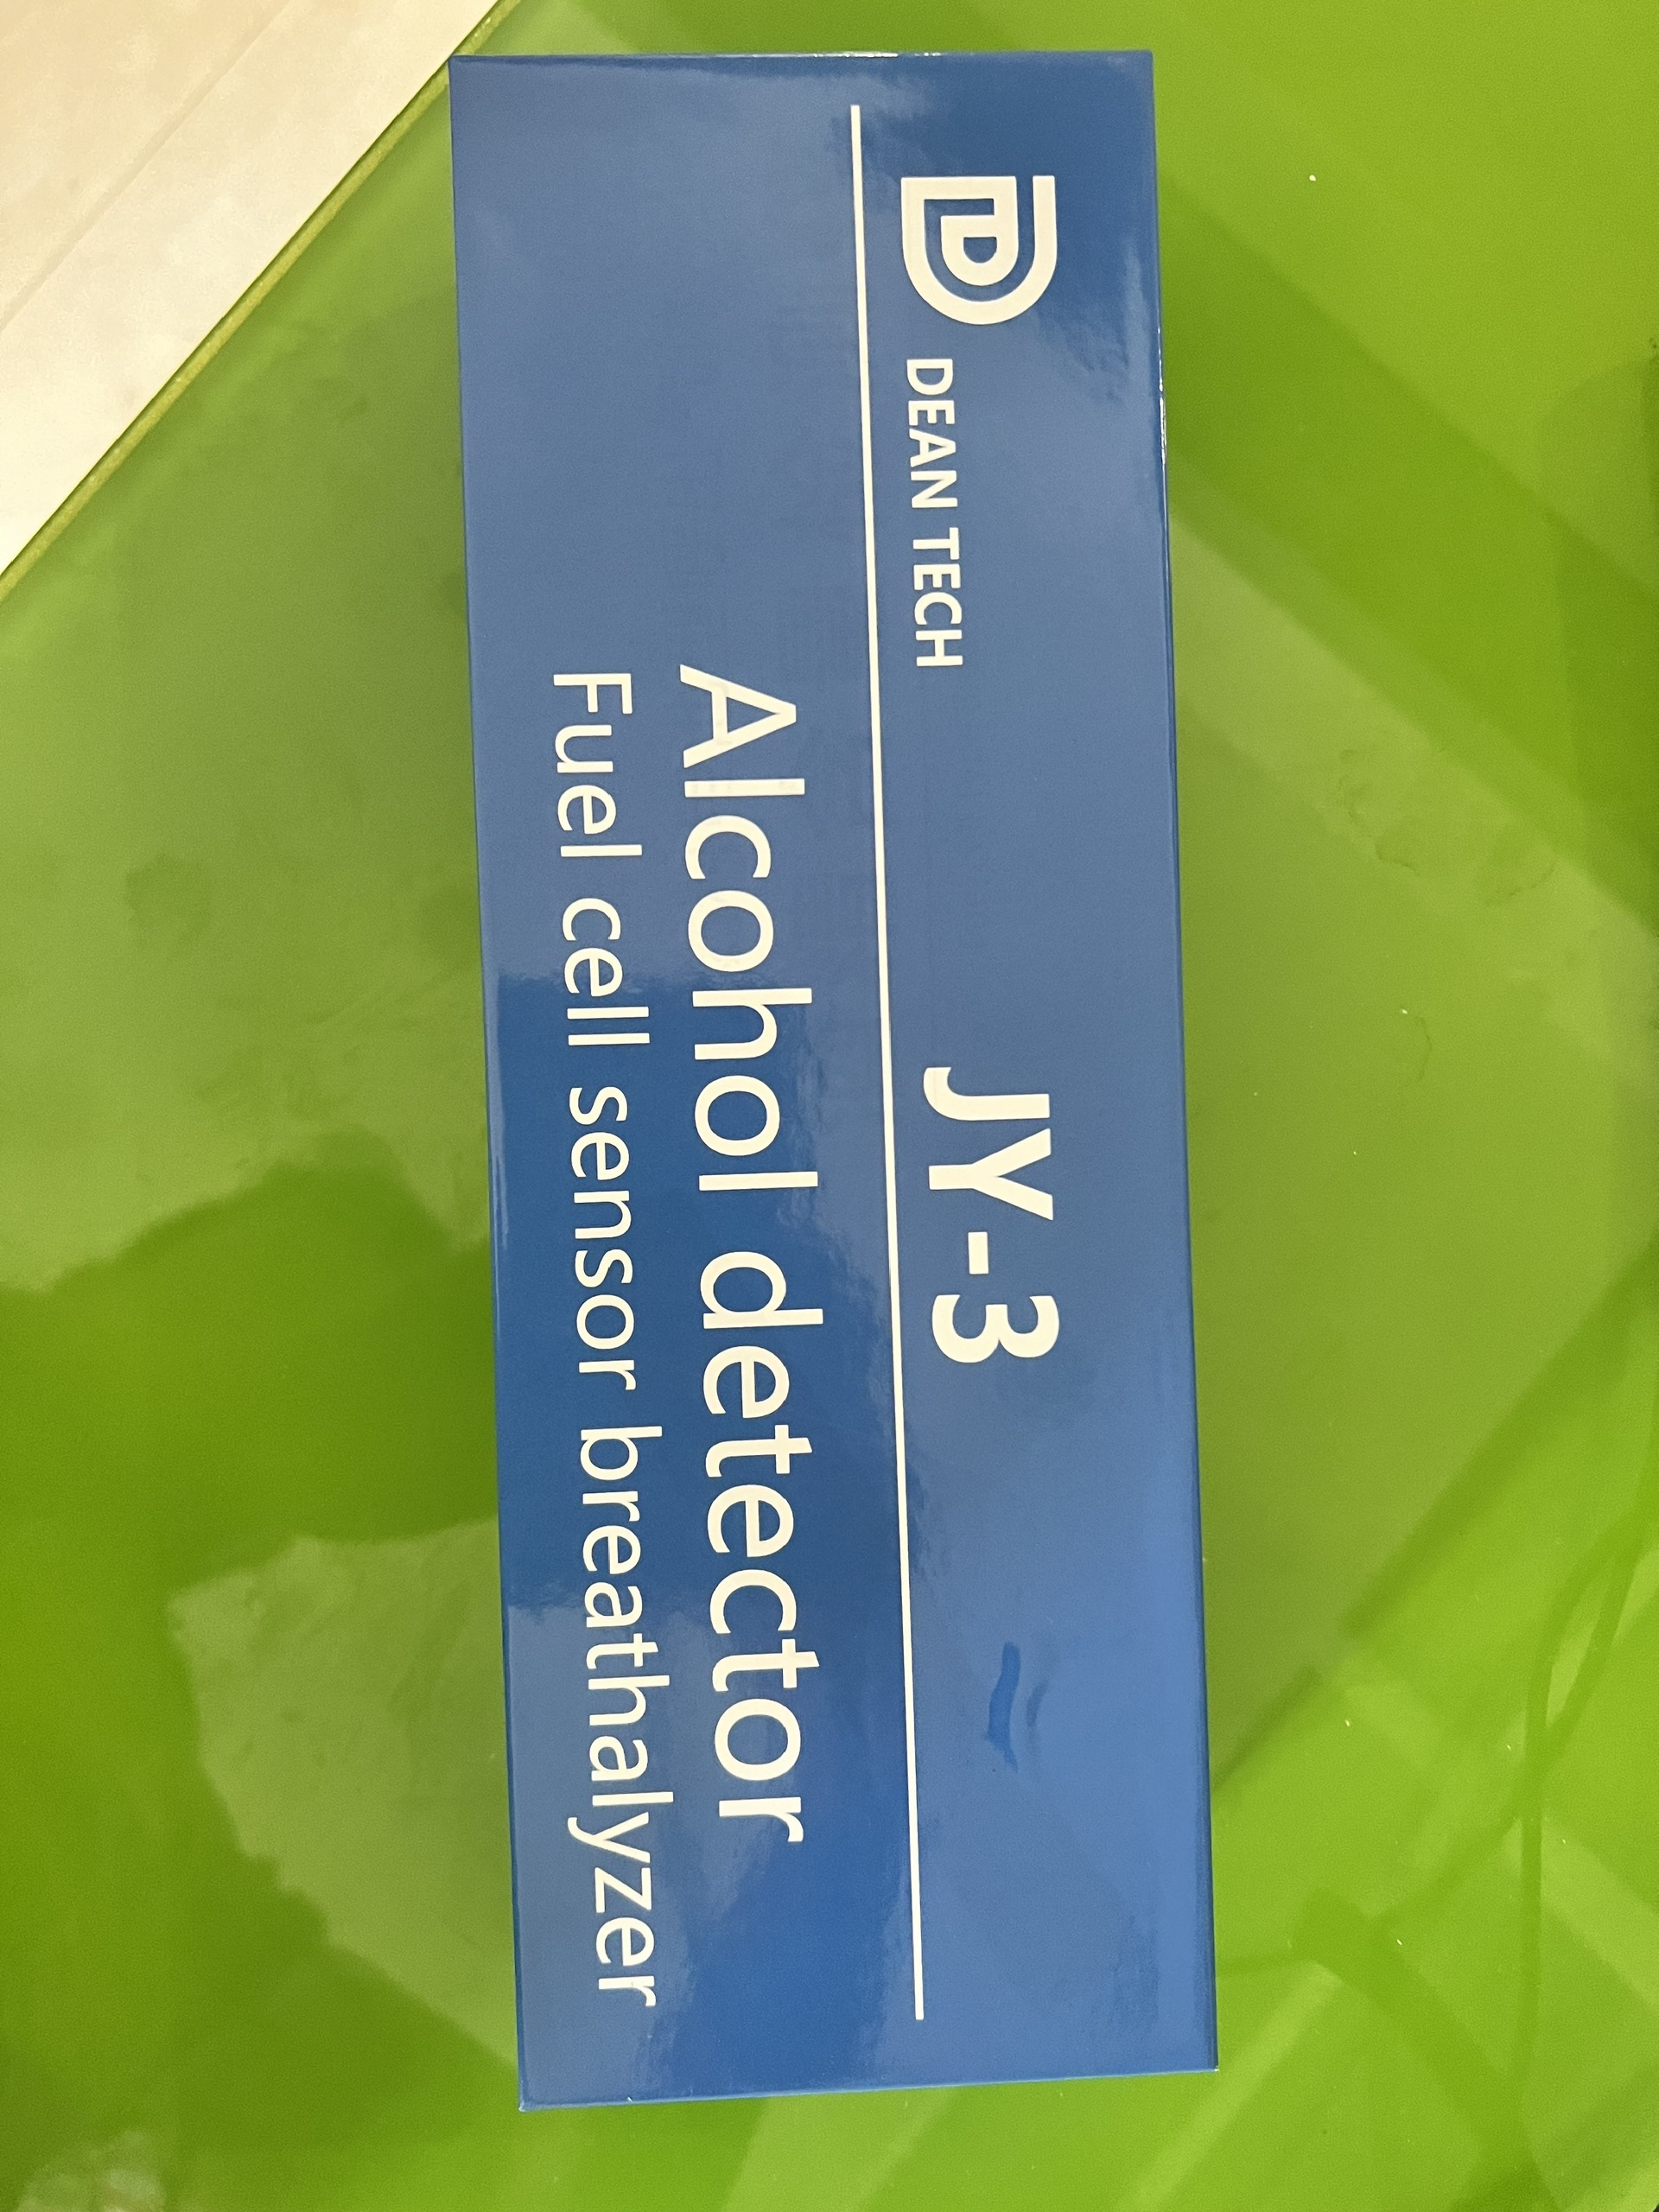 DEAN TECH
JY-3
Alcohol detector
Fuel cell sensor breathalyzer